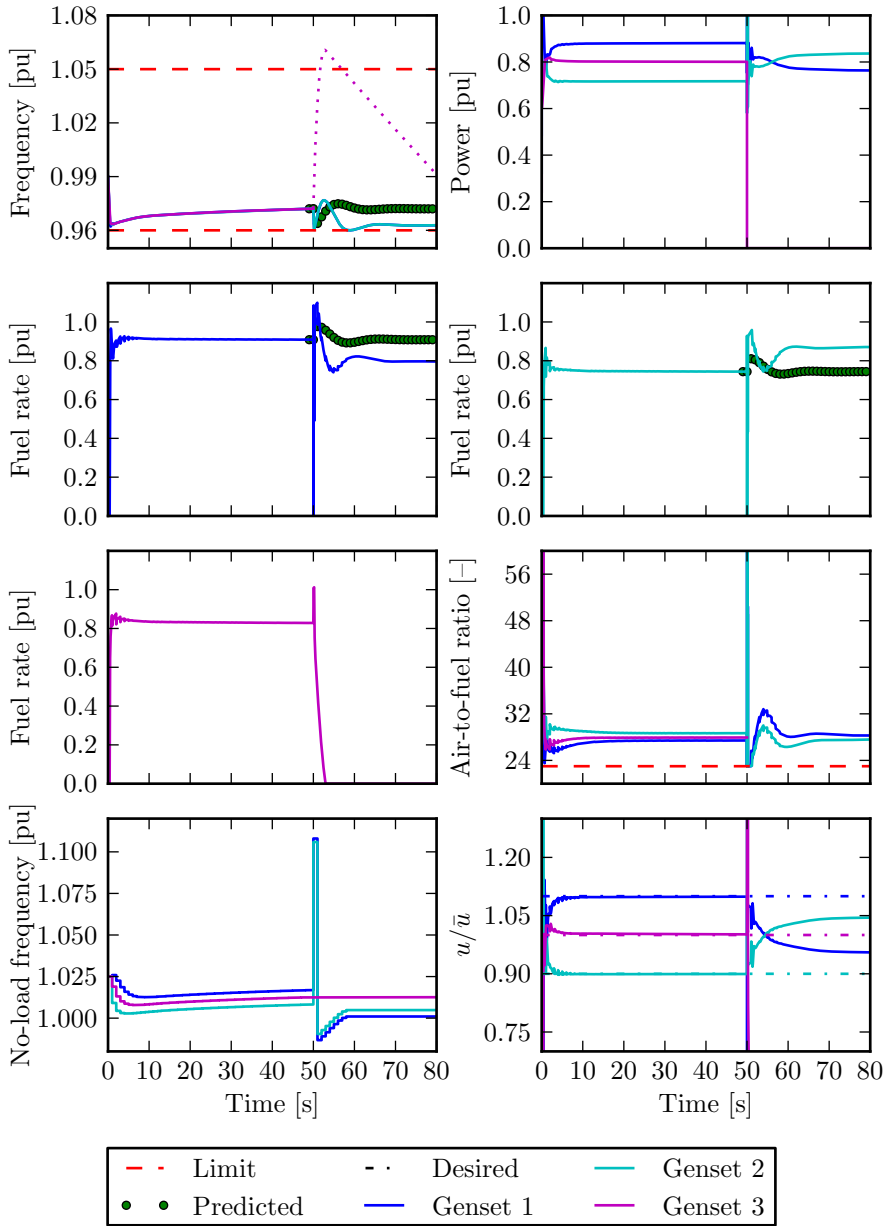 1.08
1.05
1.02
0.99
0.96
Frequency [pu]
1.0
0.8
0.6
0.4
0.2
0.0
Power [pu]
1.0
0.8
0.6
0.4
0.2
0.0
Fuel rate [pu]
1.0
0.8
0.6
0.4
0.2
0.0
Fuel rate [pu]
1.0
0.8
0.6
0.4
0.2
0.0
Fuel rate [pu]
56
48
40
32
24
Air-to-fuel ratio [–]
1.100
1.075
1.050
1.025
1.000
No-load frequency [pu]
0 10 20 30 40 50 60 70 80
Time [s]
1.20
1.05
0.90
0.75
u/ū
0 10 20 30 40 50 60 70 80
Time [s]
Limit
Desired
Genset 2
Predicted
Genset 1
Genset 3